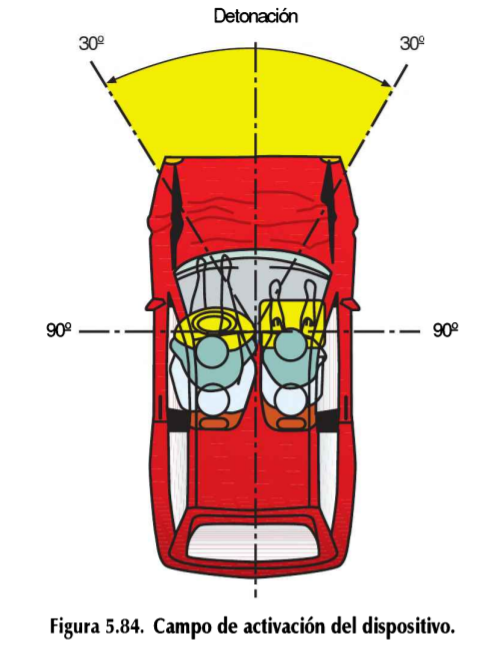 Detonación
30º 30º
90º 90º
Figura 5.84. Campo de activación del dispositivo.